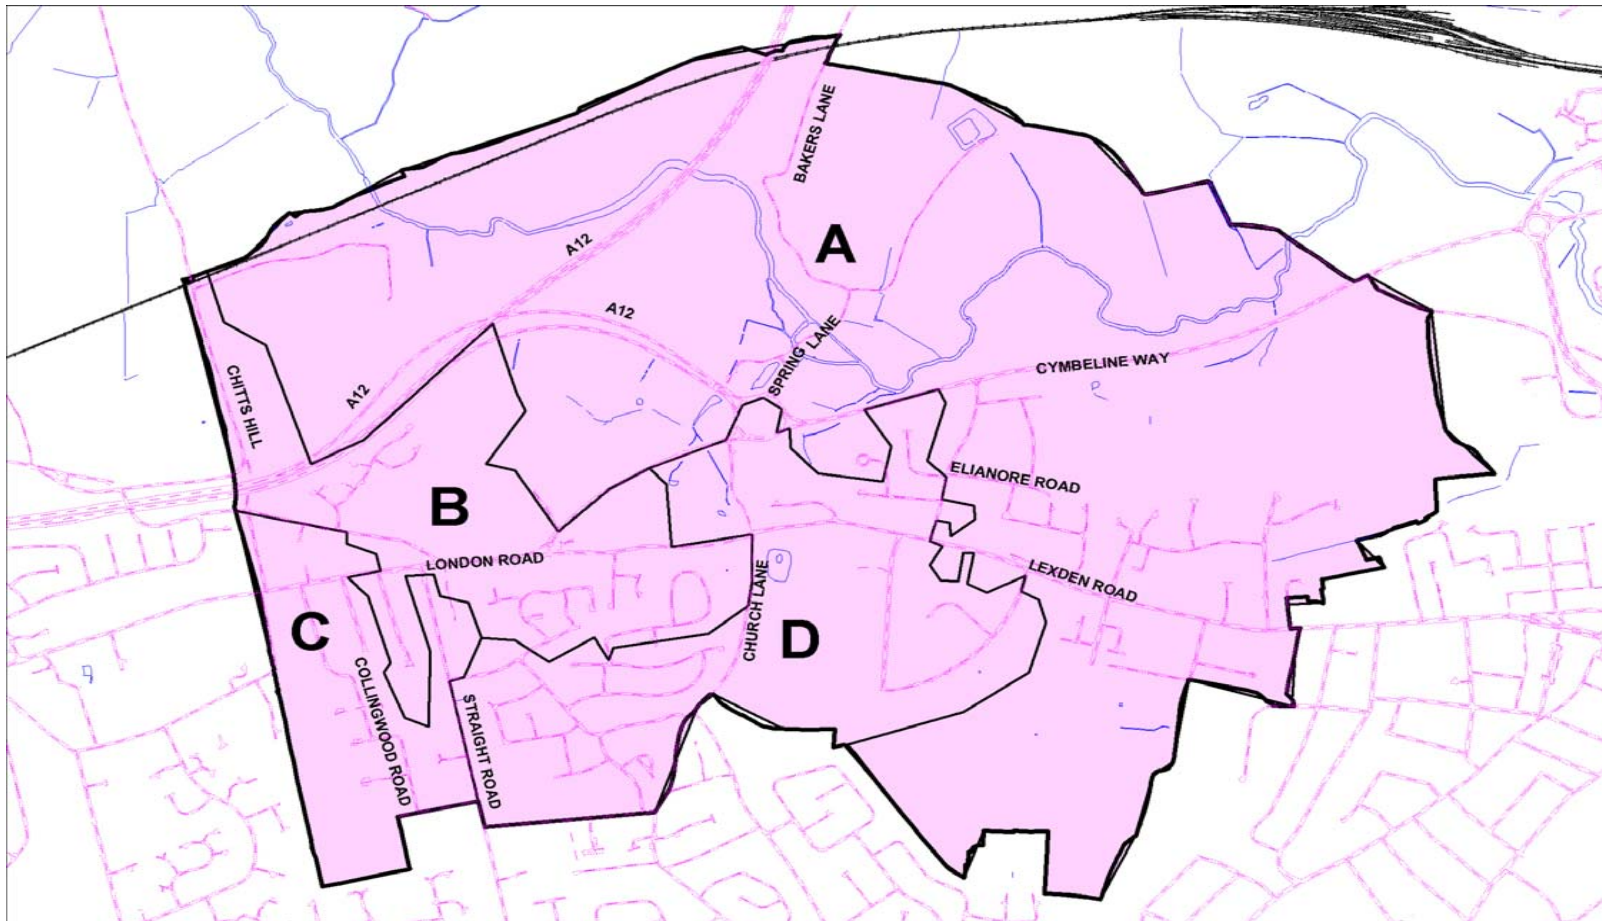 BAKERS LANE
A
A12
A12
SPRING LANE
CYMBELINE WAY
A12
CHITTS HILL
ELIANORE ROAD
B
LONDON ROAD
LEXDEN ROAD
CHURCH LANE
C
D
COLLINGWOOD ROAD
STRAIGHT ROAD